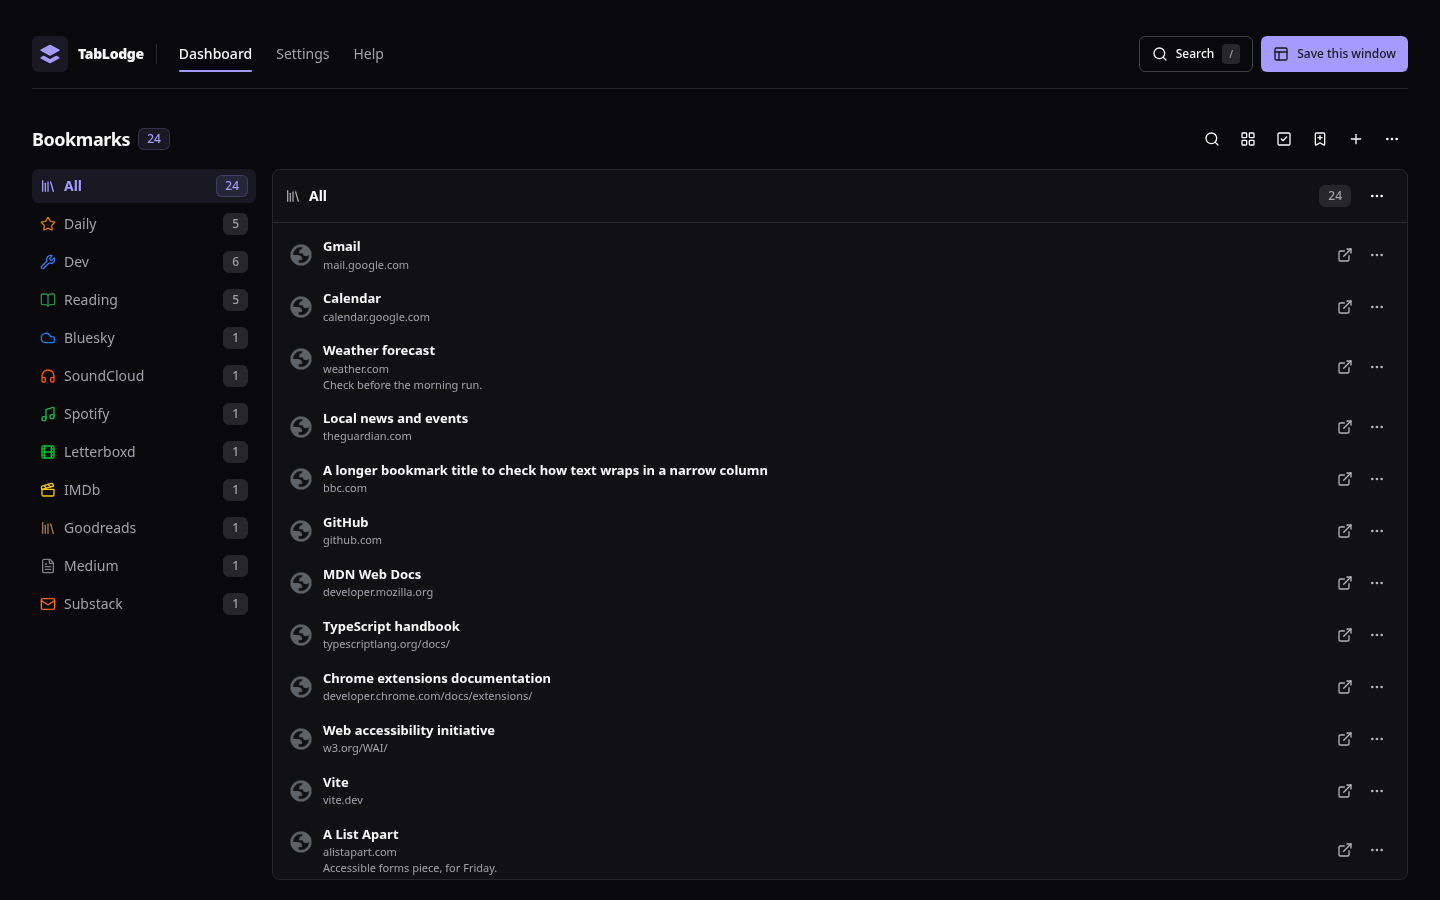 TabLodge
Dashboard
Settings
Help
Search /
Save this window
Bookmarks 24
All 24
Daily 5
Dev 6
Reading 5
Bluesky 1
SoundCloud 1
Spotify 1
Letterboxd 1
IMDb 1
Goodreads 1
Medium 1
Substack 1
All 24
Gmail
mail.google.com
Calendar
calendar.google.com
Weather forecast
weather.com
Check before the morning run.
Local news and events
theguardian.com
A longer bookmark title to check how text wraps in a narrow column
bbc.com
GitHub
github.com
MDN Web Docs
developer.mozilla.org
TypeScript handbook
typescriptlang.org/docs/
Chrome extensions documentation
developer.chrome.com/docs/extensions/
Web accessibility initiative
w3.org/WAI/
Vite
vite.dev
A List Apart
alistapart.com
Accessible forms piece, for Friday.